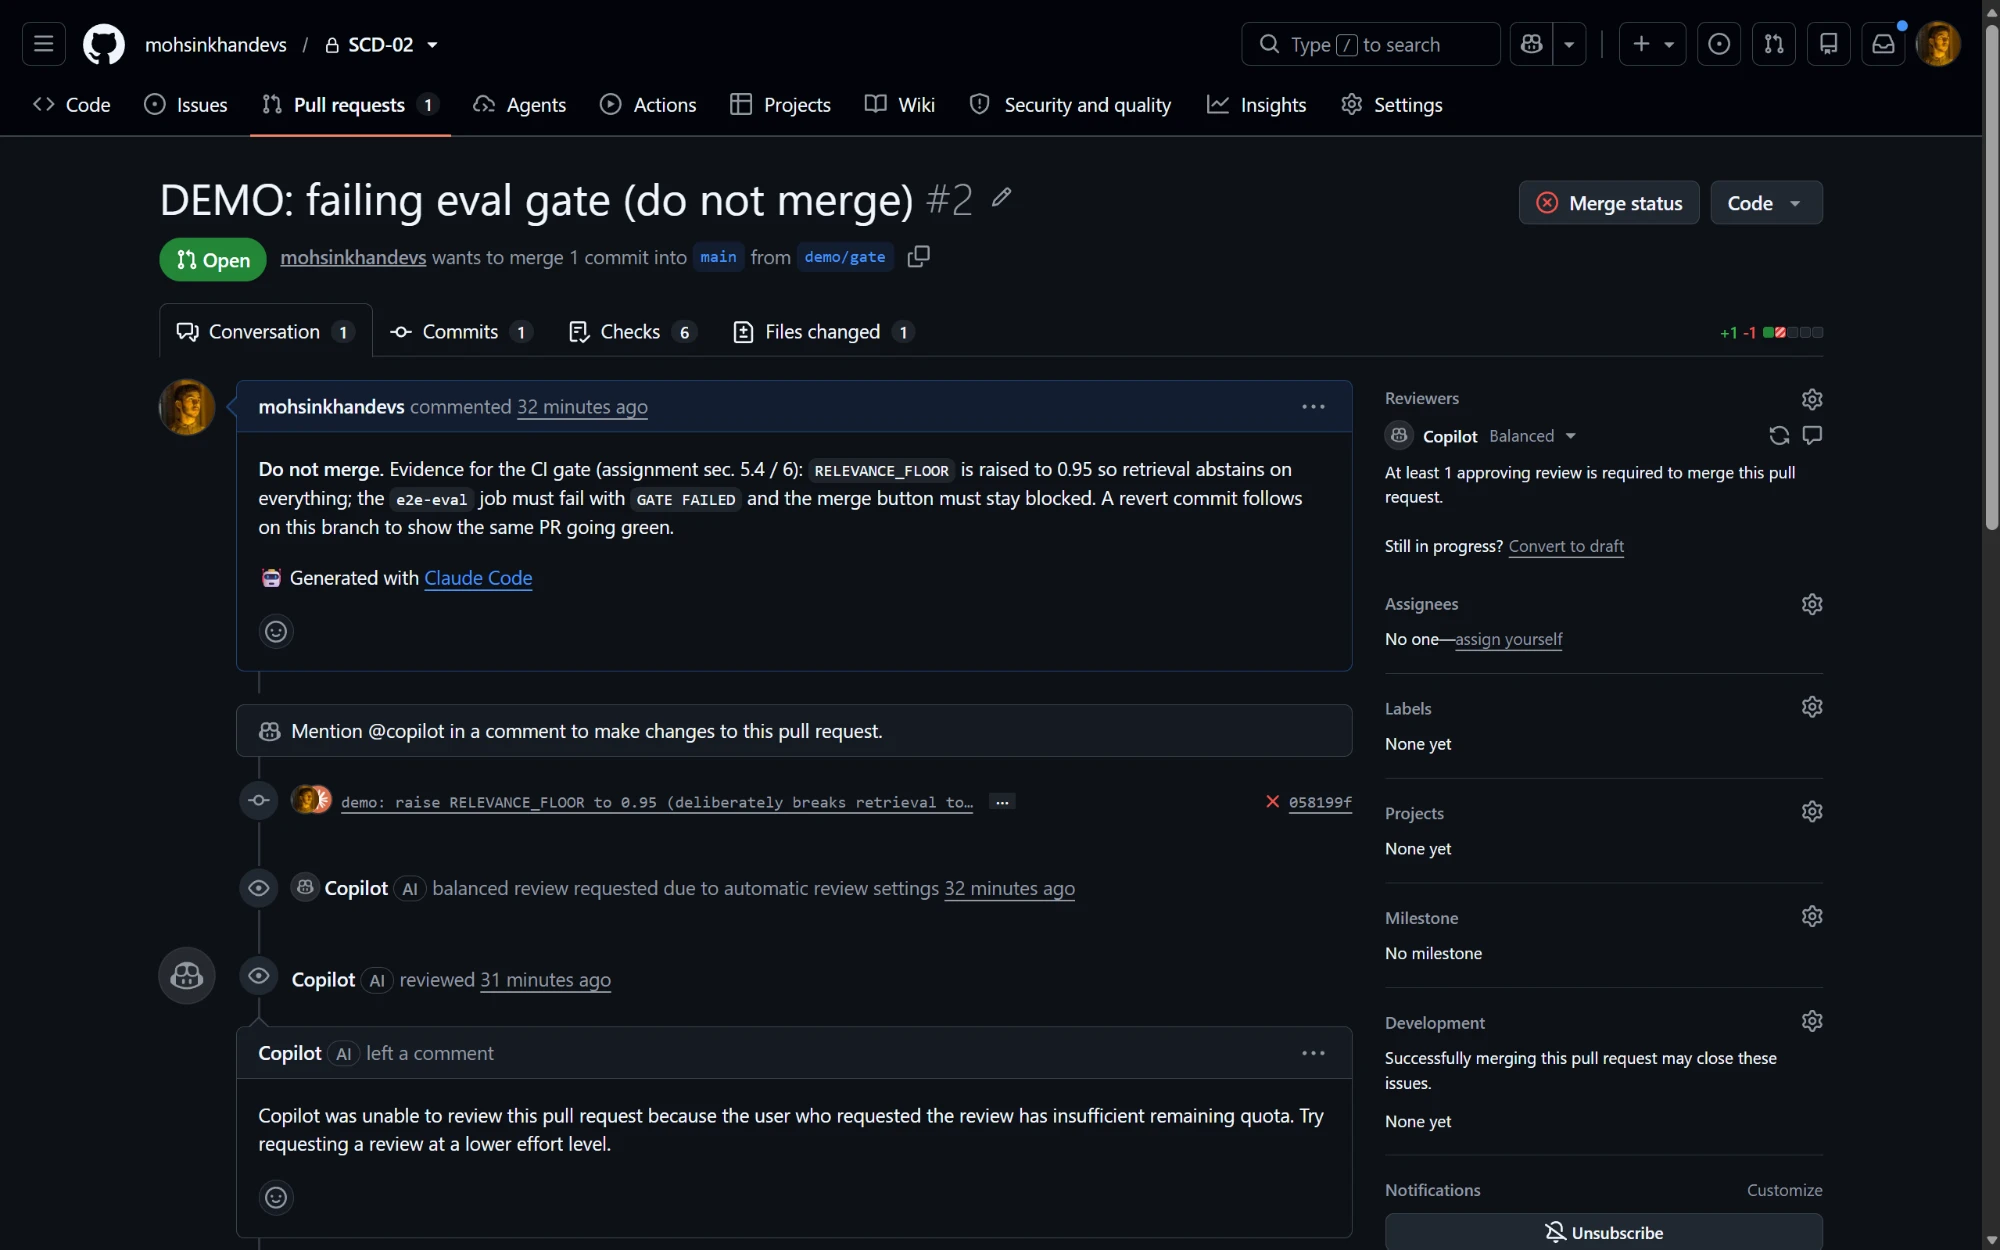 mohsinkhandevs / SCD-02
Type / to search
Code
Issues
Pull requests 1
Agents
Actions
Projects
Wiki
Security and quality
Insights
Settings
DEMO: failing eval gate (do not merge) #2
Merge status
Code
Open
mohsinkhandevs wants to merge 1 commit into main from demo/gate
Conversation 1
Commits 1
Checks 6
Files changed 1
+1 -1
mohsinkhandevs commented 32 minutes ago
Do not merge. Evidence for the CI gate (assignment sec. 5.4 / 6): RELEVANCE_FLOOR is raised to 0.95 so retrieval abstains on
everything; the e2e-eval job must fail with GATE FAILED and the merge button must stay blocked. A revert commit follows
on this branch to show the same PR going green.
Generated with Claude Code
Mention @copilot in a comment to make changes to this pull request.
demo: raise RELEVANCE_FLOOR to 0.95 (deliberately breaks retrieval to… ...
058199f
Copilot AI balanced review requested due to automatic review settings 32 minutes ago
Copilot AI reviewed 31 minutes ago
Copilot AI left a comment
Copilot was unable to review this pull request because the user who requested the review has insufficient remaining quota. Try
requesting a review at a lower effort level.
Reviewers
Copilot Balanced
At least 1 approving review is required to merge this pull
request.
Still in progress? Convert to draft
Assignees
No one—assign yourself
Labels
None yet
Projects
None yet
Milestone
No milestone
Development
Successfully merging this pull request may close these
issues.
None yet
Notifications
Customize
Unsubscribe